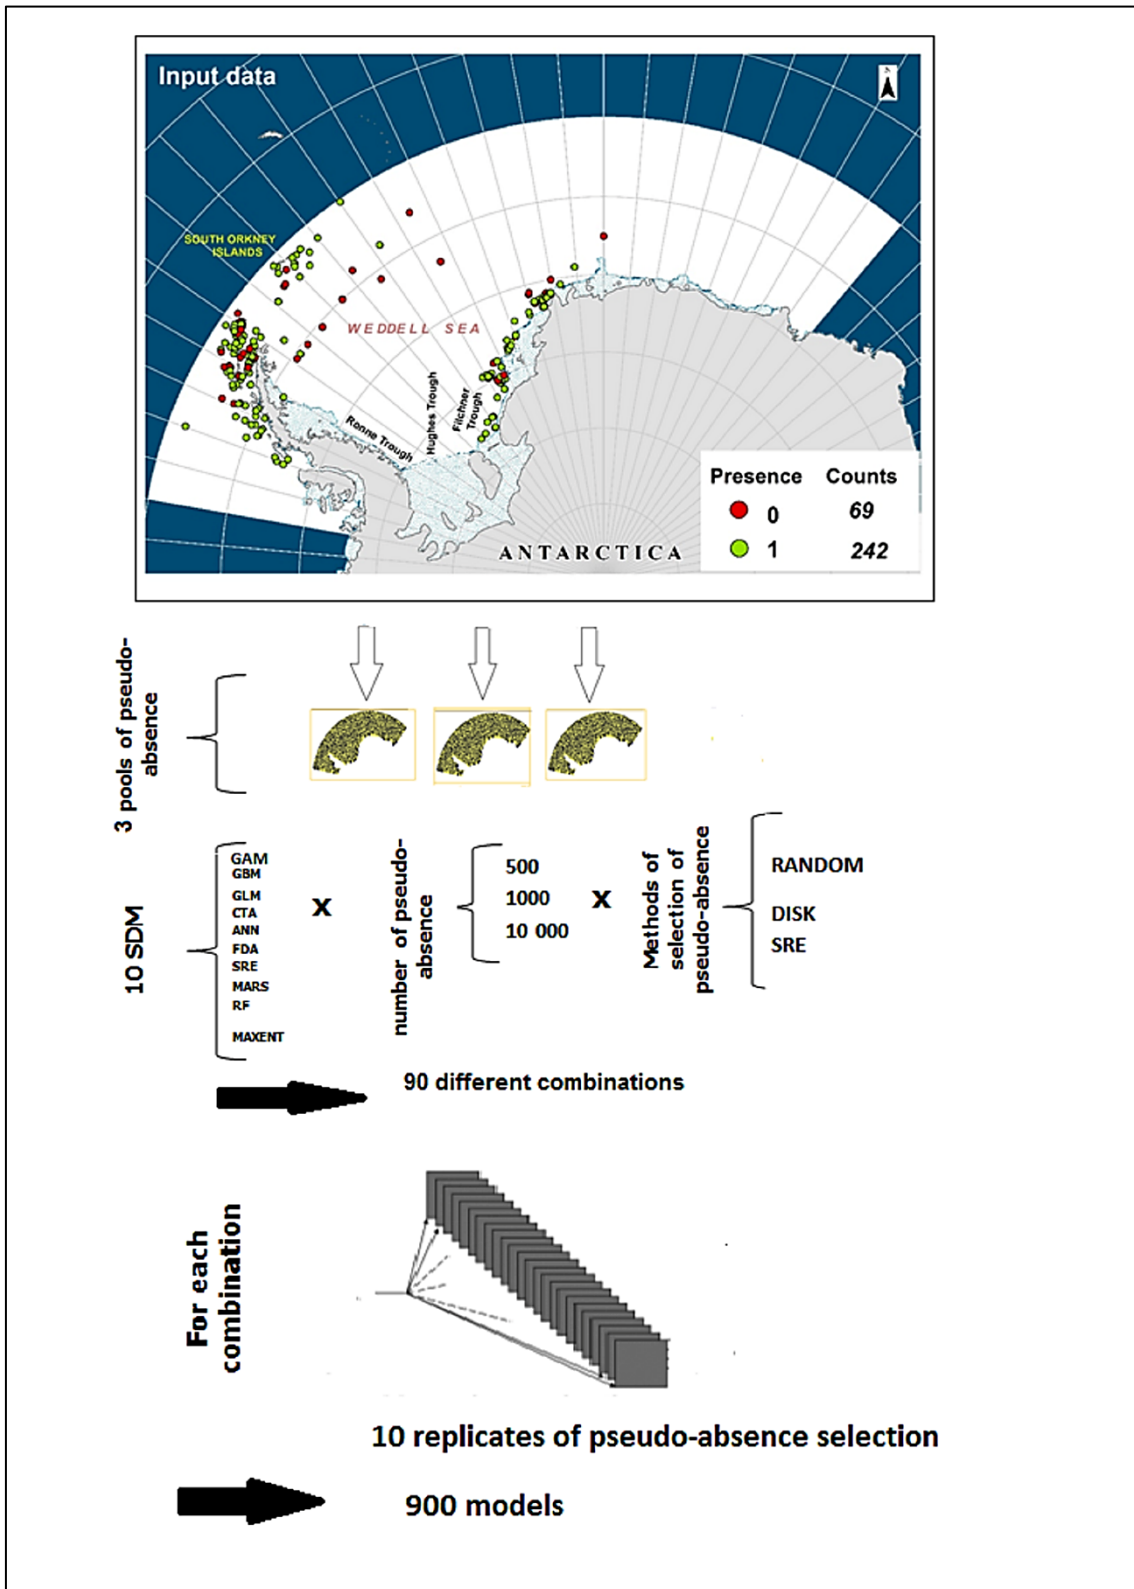 Input data
SOUTH ORKNEY
ISLANDS
WEDDELL SEA
Ronne Trough
Hughes Trough
Filchner
Trough
Presence Counts
0 69
1 242
ANTARCTICA
3 pools of pseudo-
absence
10 SDM
GAM
GBM
GLM
CTA
ANN
FDA
SRE
MARS
RF
MAXENT
X
number of pseudo-
absence
500
1000
10 000
X
Methods of
selection of
pseudo-absence
RANDOM
DISK
SRE
90 different combinations
For each
combination
10 replicates of pseudo-absence selection
900 models